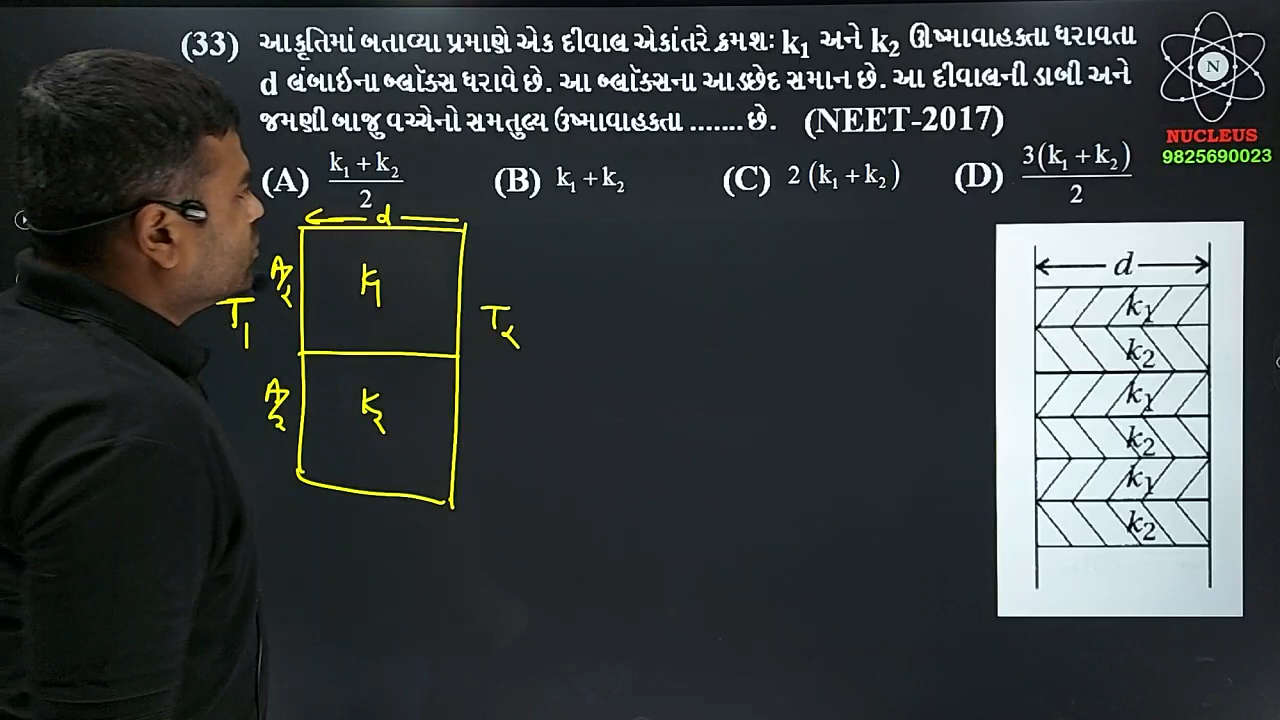 (33) આકૃતિમાં બતાવ્યા પ્રમાણે એક દીવાલ એકાંતરે ક્રમશઃ k₁ અને k₂ ઊષ્માવાહકતા ધરાવતા
d લંબાઈના બ્લૉક્સ ધરાવે છે. આ બ્લૉક્સના આડછેદ સમાન છે. આ દીવાલની ડાબી અને
જમણી બાજુ વચ્ચેનો સમતુલ્ય ઉષ્માવાહકતા ....... છે. (NEET-2017)
(A) (k₁ + k₂)/2 (B) k₁ + k₂ (C) 2 (k₁ + k₂) (D) 3(k₁ + k₂)/2
N
NUCLEUS
9825690023
d
A/2 K₁
T₁ T₂
A/2 K₂
d
k₁
k₂
k₁
k₂
k₁
k₂